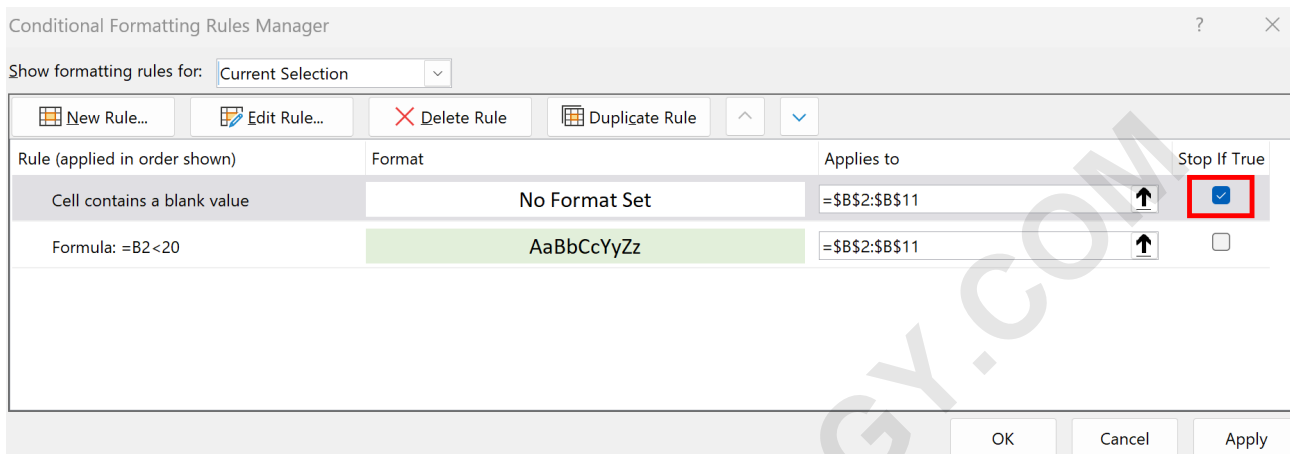 Conditional Formatting Rules Manager ?
Show formatting rules for: Current Selection
New Rule... Edit Rule... Delete Rule Duplicate Rule
Rule (applied in order shown) Format Applies to Stop If True
Cell contains a blank value No Format Set =$B$2:$B$11
Formula: =B2<20 AaBbCcYyZz =$B$2:$B$11
OK Cancel Apply
GY.COM